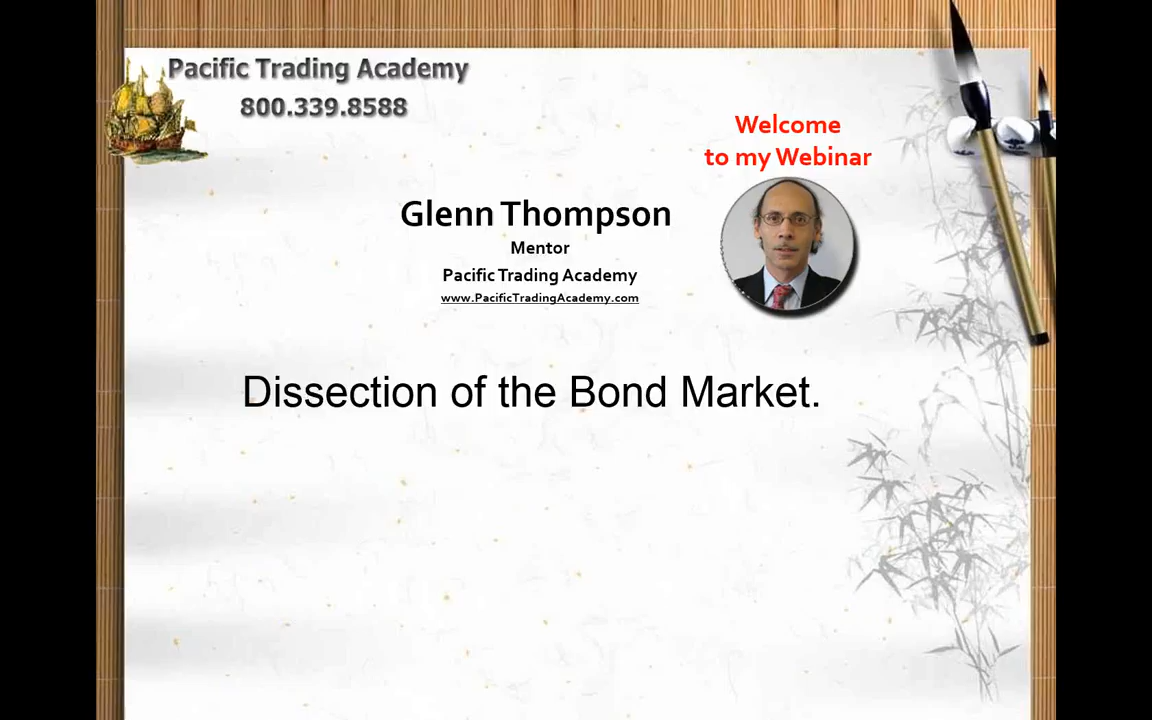 Pacific Trading Academy
800.339.8588
Welcome
to my Webinar
Glenn Thompson
Mentor
Pacific Trading Academy
www.PacificTradingAcademy.com
Dissection of the Bond Market.